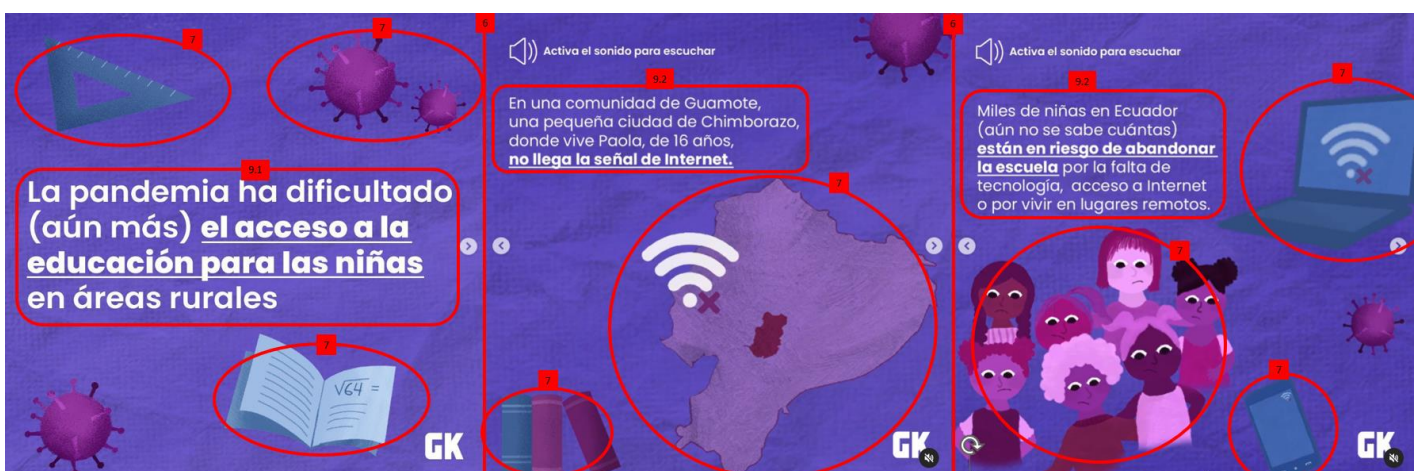 7
7
9.1
La pandemia ha dificultado
(aún más) el acceso a la
educación para las niñas
en áreas rurales
7
√64 =
GK
6
Activa el sonido para escuchar
9.2
En una comunidad de Guamote,
una pequeña ciudad de Chimborazo,
donde vive Paola, de 16 años,
no llega la señal de Internet.
7
7
GK
6
Activa el sonido para escuchar
9.2
Miles de niñas en Ecuador
(aún no se sabe cuántas)
están en riesgo de abandonar
la escuela por la falta de
tecnología, acceso a Internet
o por vivir en lugares remotos.
7
7
7
GK